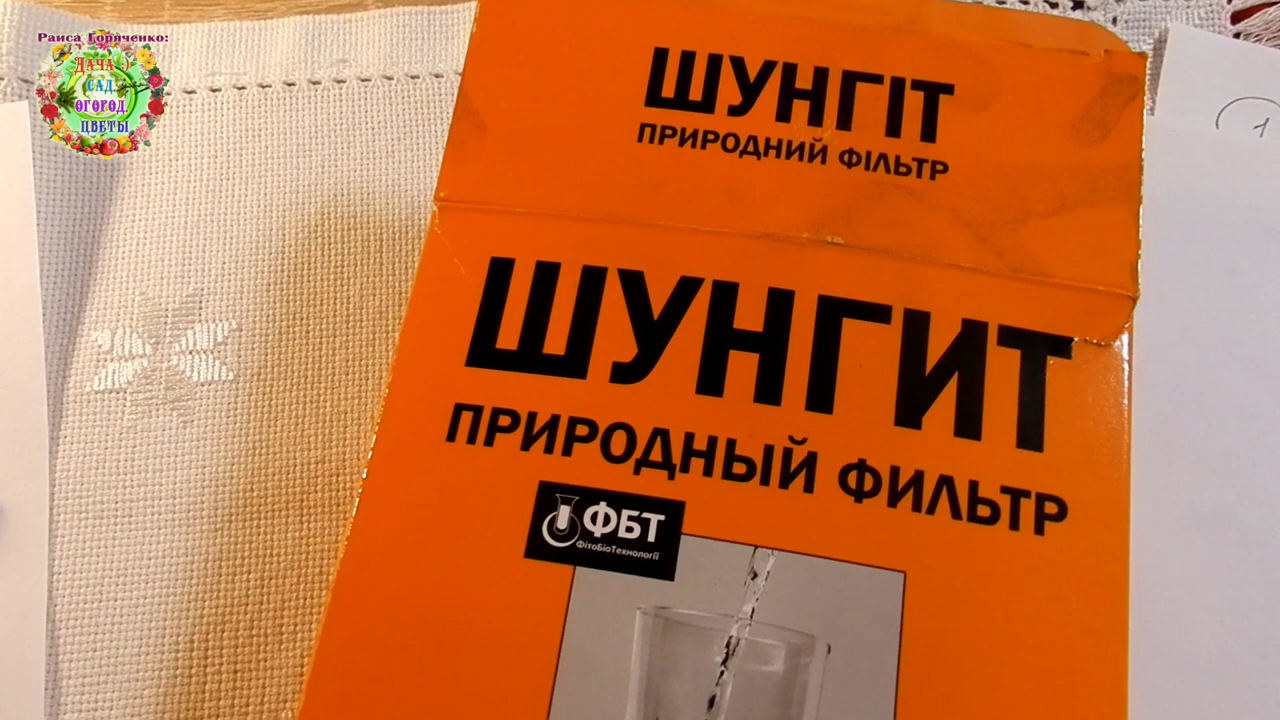 Раиса Горяченко:
Дача :)
сад,
огород,
цветы
ШУНГІТ
ПРИРОДНИЙ ФІЛЬТР
ШУНГИТ
ПРИРОДНЫЙ ФИЛЬТР
ФБТ
ФітоБіоТехнології
1